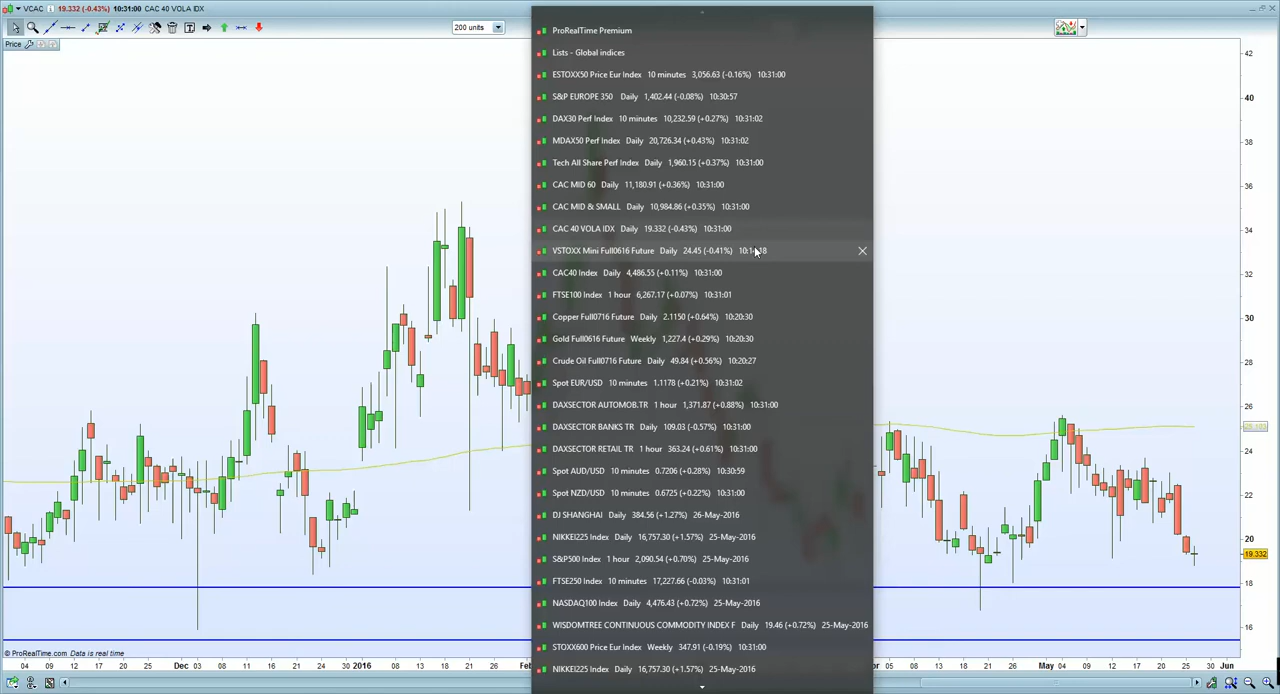 VCAC 19.332 (-0.43%) 10:31:00 CAC 40 VOLA IDX
200 units
Price
ProRealTime Premium
Lists - Global indices
ESTOXX50 Price Eur Index 10 minutes 3,056.63 (-0.16%) 10:31:00
S&P EUROPE 350 Daily 1,402.44 (-0.08%) 10:30:57
DAX30 Perf Index 10 minutes 10,232.59 (+0.27%) 10:31:02
MDAX50 Perf Index Daily 20,726.34 (+0.43%) 10:31:02
Tech All Share Perf Index Daily 1,960.15 (+0.37%) 10:31:00
CAC MID 60 Daily 11,180.91 (+0.36%) 10:31:00
CAC MID & SMALL Daily 10,984.86 (+0.35%) 10:31:00
CAC 40 VOLA IDX Daily 19.332 (-0.43%) 10:31:00
VSTOXX Mini Full0616 Future Daily 24.45 (-0.41%)
CAC40 Index Daily 4,486.55 (+0.11%) 10:31:00
FTSE100 Index 1 hour 6,267.17 (+0.07%) 10:31:01
Copper Full0716 Future Daily 2.1150 (+0.64%) 10:20:30
Gold Full0616 Future Weekly 1,227.4 (+0.29%) 10:20:30
Crude Oil Full0716 Future Daily 49.84 (+0.56%) 10:20:27
Spot EUR/USD 10 minutes 1.1178 (+0.21%) 10:31:02
DAXSECTOR AUTOMOB.TR 1 hour 1,371.87 (+0.88%) 10:31:00
DAXSECTOR BANKS TR Daily 109.03 (-0.57%) 10:31:00
DAXSECTOR RETAIL TR 1 hour 363.24 (+0.61%) 10:31:00
Spot AUD/USD 10 minutes 0.7206 (+0.28%) 10:30:59
Spot NZD/USD 10 minutes 0.6725 (+0.22%) 10:31:00
DJ SHANGHAI Daily 384.56 (+1.27%) 26-May-2016
NIKKEI225 Index Daily 16,757.30 (+1.57%) 25-May-2016
S&P500 Index 1 hour 2,090.54 (+0.70%) 25-May-2016
FTSE250 Index 10 minutes 17,227.66 (-0.03%) 10:31:01
NASDAQ100 Index Daily 4,476.43 (+0.72%) 25-May-2016
WISDOMTREE CONTINUOUS COMMODITY INDEX F Daily 19.46 (+0.72%) 25-May-2016
STOXX600 Price Eur Index Weekly 347.91 (-0.19%) 10:31:00
NIKKEI225 Index Daily 16,757.30 (+1.57%) 25-May-2016
42
40
38
36
34
32
30
28
26
25.103
24
22
20
19.332
18
16
© ProRealTime.com Data is real time
04 09 11 16 18 20 25 27 Dec 03 08 10 15 17 22 24 30 2016 08 13 15 20 22 27 Feb
Apr 05 07 12 14 19 21 26 28 May 04 06 11 13 18 20 25 27 Jun